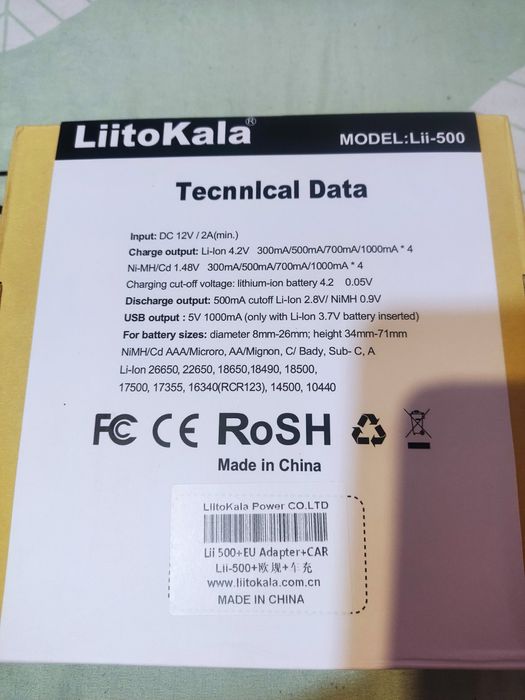 LiitoKala®
MODEL:Lii-500
Tecnnlcal Data
Input: DC 12V / 2A(min.)
Charge output: Li-Ion 4.2V 300mA/500mA/700mA/1000mA * 4
Ni-MH/Cd 1.48V 300mA/500mA/700mA/1000mA * 4
Charging cut-off voltage: lithium-ion battery 4.2 0.05V
Discharge output: 500mA cutoff Li-Ion 2.8V/ NiMH 0.9V
USB output : 5V 1000mA (only with Li-Ion 3.7V battery inserted)
For battery sizes: diameter 8mm-26mm; height 34mm-71mm
NiMH/Cd AAA/Microro, AA/Mignon, C/ Bady, Sub- C, A
Li-Ion 26650, 22650, 18650,18490, 18500,
17500, 17355, 16340(RCR123), 14500, 10440
FC CE RoSH
Made in China
LiitoKala Power CO.LTD
Lii 500+EU Adapter+CAR
Lii-500+欧规+车充
www.liitokala.com.cn
MADE IN CHINA